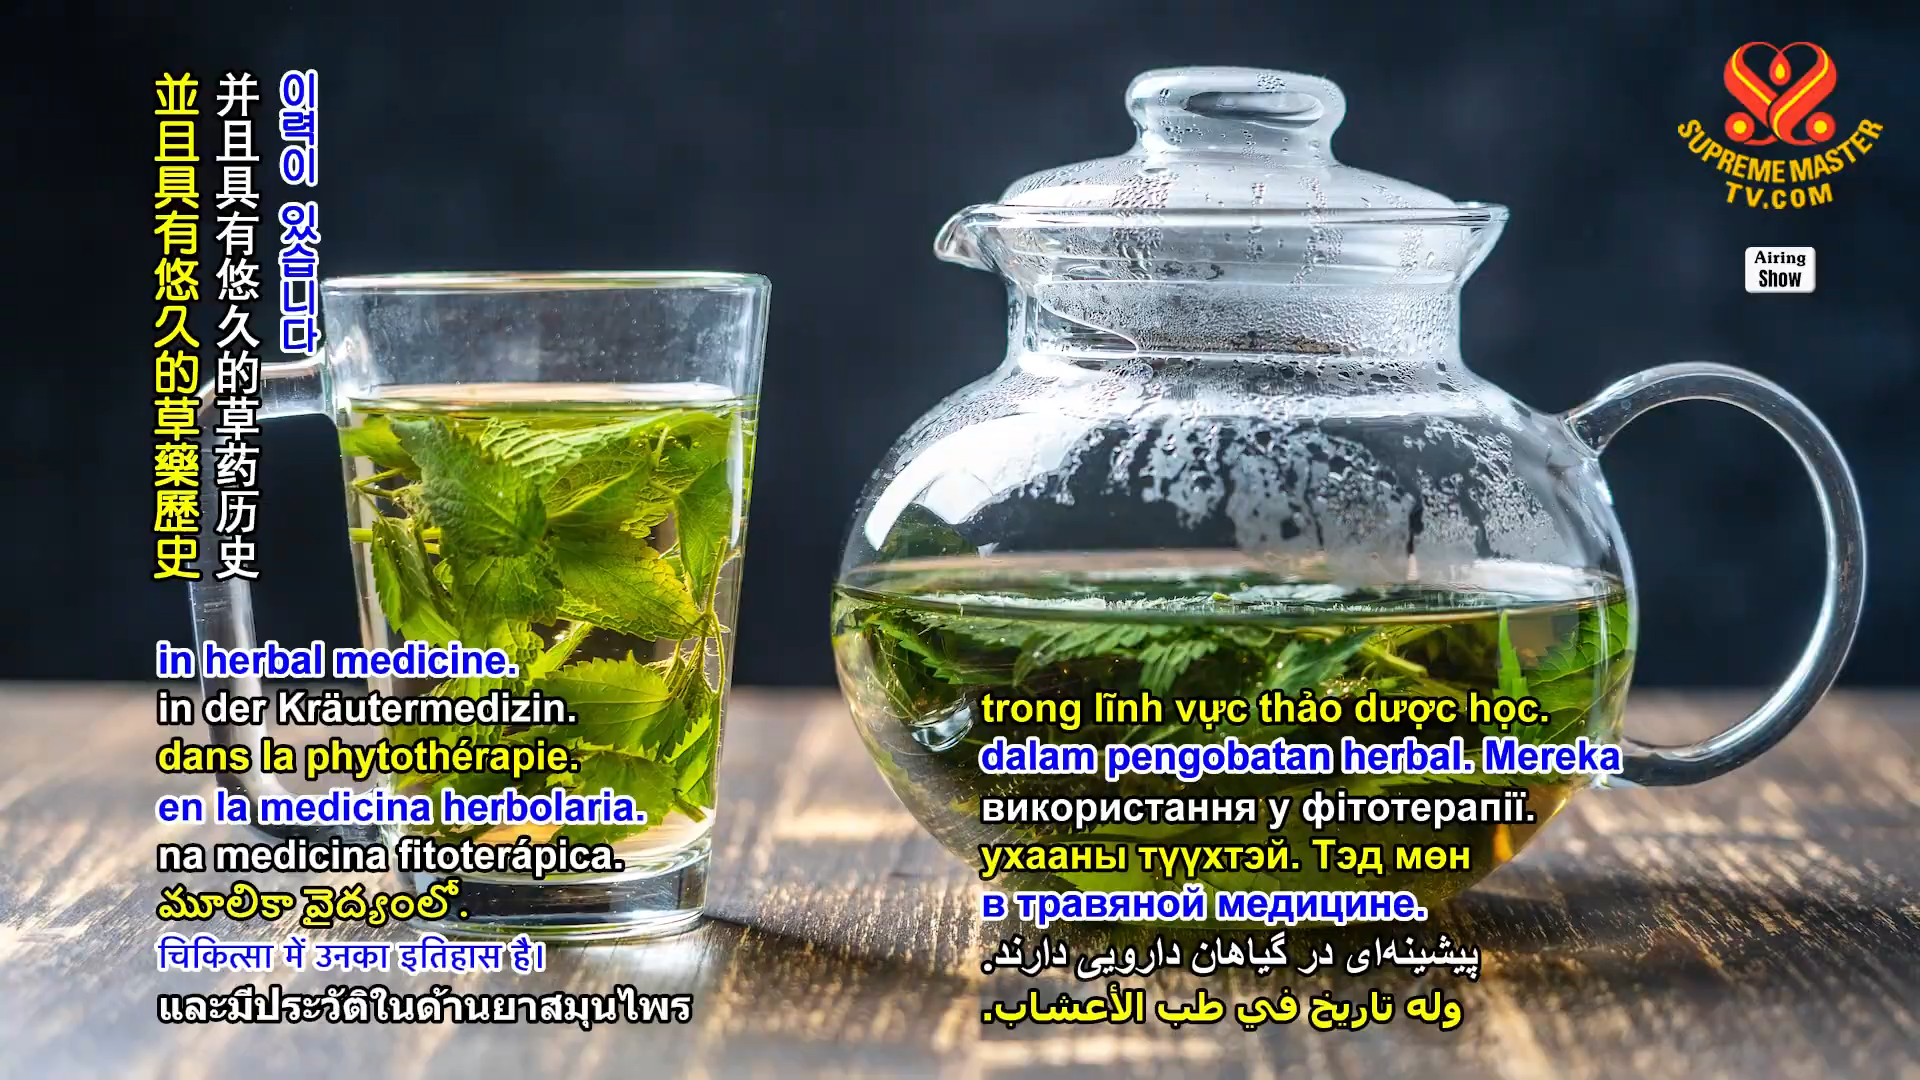 並且具有悠久的草藥歷史
并且具有悠久的草药历史
이력이 있습니다
SUPREME MASTER
TV.COM
Airing
Show
in herbal medicine.
in der Kräutermedizin.
dans la phytothérapie.
en la medicina herbolaria.
na medicina fitoterápica.
మూలికా వైద్యంలో.
चिकित्सा में उनका इतिहास है।
และมีประวัติในด้านยาสมุนไพร
trong lĩnh vực thảo dược học.
dalam pengobatan herbal. Mereka
використання у фітотерапії.
ухааны түүхтэй. Тэд мөн
в травяной медицине.
پیشینه‌ای در گیاهان دارویی دارند.
وله تاريخ في طب الأعشاب.